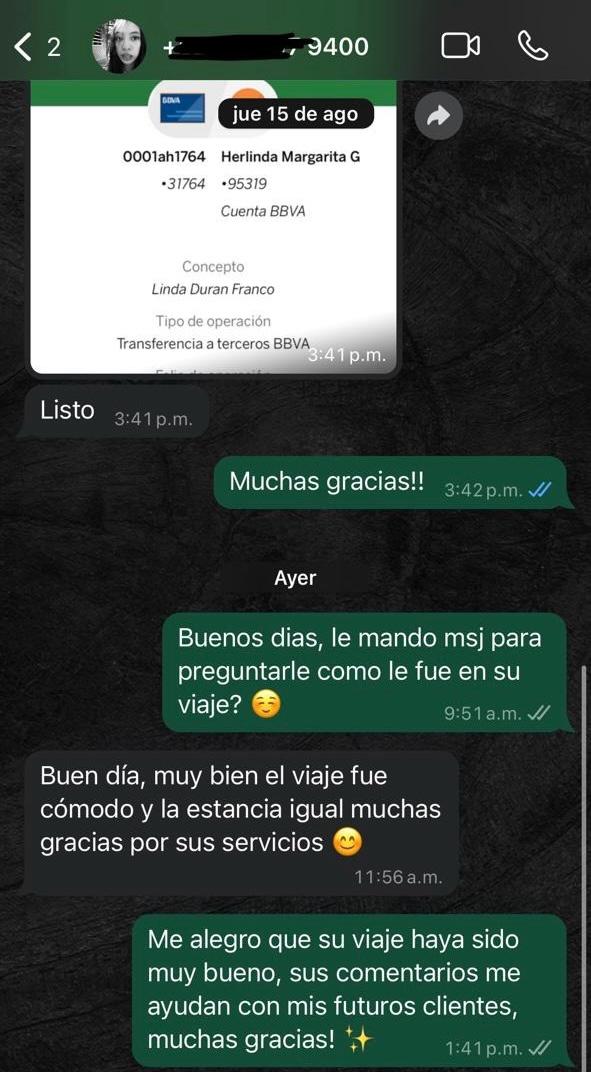 2
+
9400
BBVA
jue 15 de ago
0001ah1764 Herlinda Margarita G
•31764 •95319
Cuenta BBVA
Concepto
Linda Duran Franco
Tipo de operación
Transferencia a terceros BBVA
3:41 p.m.
Listo 3:41 p.m.
Muchas gracias!! 3:42 p.m.
Ayer
Buenos dias, le mando msj para
preguntarle como le fue en su
viaje? ☺️
9:51 a.m.
Buen día, muy bien el viaje fue
cómodo y la estancia igual muchas
gracias por sus servicios 😊
11:56 a.m.
Me alegro que su viaje haya sido
muy bueno, sus comentarios me
ayudan con mis futuros clientes,
muchas gracias! ✨
1:41 p.m.